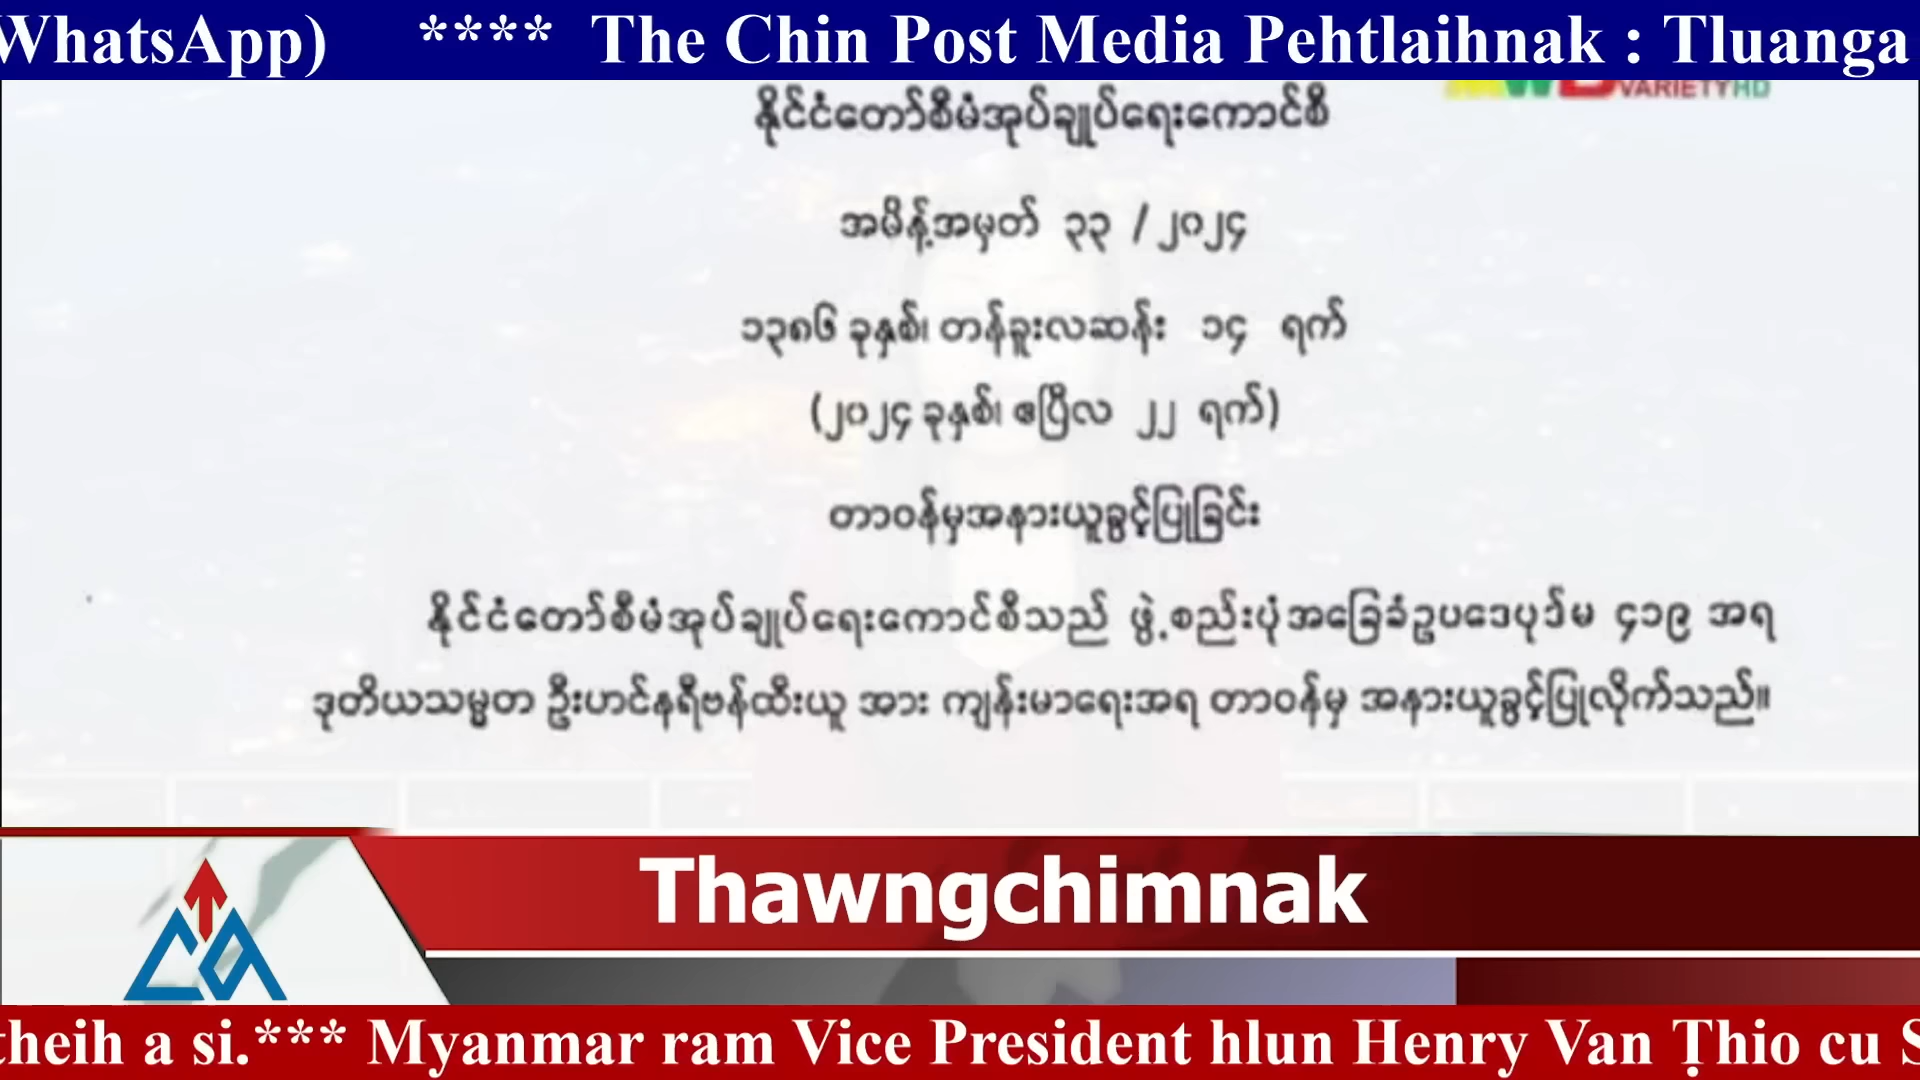 WhatsApp) **** The Chin Post Media Pehtlaihnak : Tluanga
VARIETYHD
နိုင်ငံတော်စီမံအုပ်ချုပ်ရေးကောင်စီ
အမိန့်အမှတ် ၃၃ /၂၀၂၄
၁၃၈၆ ခုနှစ်၊ တန်ခူးလဆန်း ၁၄ ရက်
(၂၀၂၄ ခုနှစ်၊ ဧပြီလ ၂၂ ရက်)
တာဝန်မှအနားယူခွင့်ပြုခြင်း
နိုင်ငံတော်စီမံအုပ်ချုပ်ရေးကောင်စီသည် ဖွဲ့စည်းပုံအခြေခံဥပဒေပုဒ်မ ၄၁၉ အရ
ဒုတိယသမ္မတ ဦးဟင်နရီဗန်ထီးယူ အား ကျန်းမာရေးအရ တာဝန်မှ အနားယူခွင့်ပြုလိုက်သည်။
Thawngchimnak
theih a si.*** Myanmar ram Vice President hlun Henry Van Ṭhio cu S